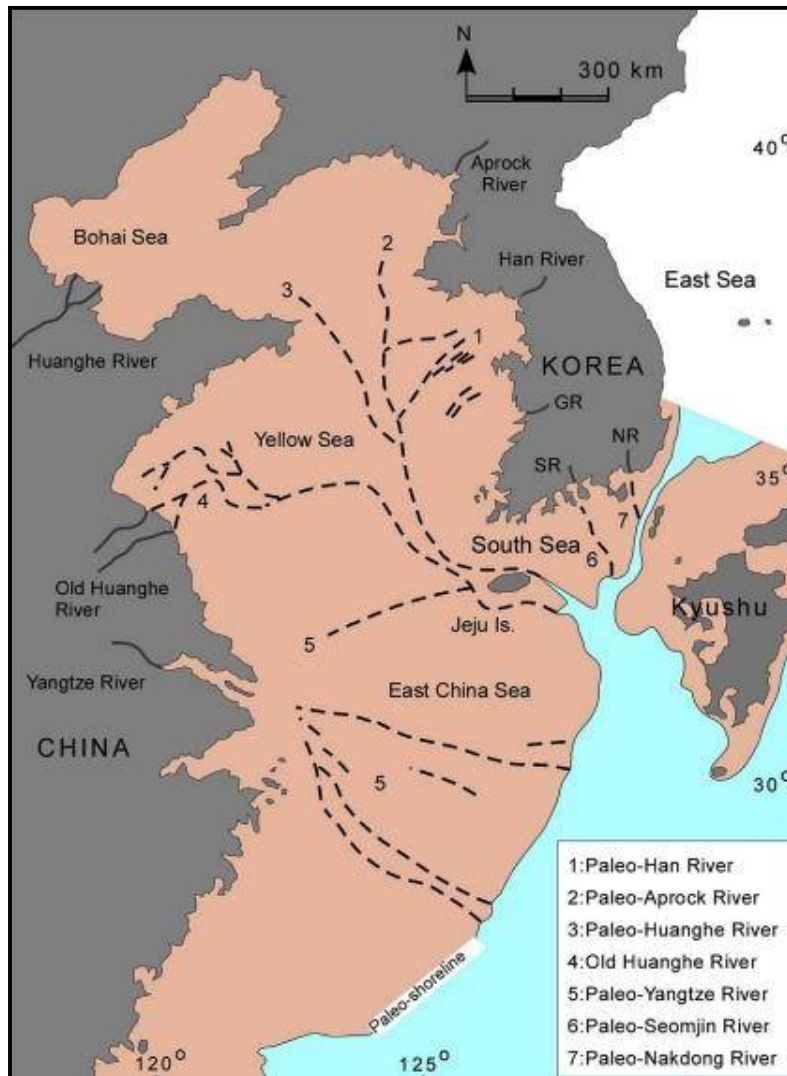 N
300 km
40°
Aprock
River
Bohai Sea
2
Han River
East Sea
3
1
Huanghe River
KOREA
GR
Yellow Sea
NR
35°
SR
4
7
South Sea
6
Old Huanghe
River
Kyushu
Jeju Is.
5
Yangtze River
East China Sea
CHINA
5
30°
1:Paleo-Han River
2:Paleo-Aprock River
3:Paleo-Huanghe River
4:Old Huanghe River
5:Paleo-Yangtze River
6:Paleo-Seomjin River
7:Paleo-Nakdong River
Paleo-shoreline
120°
125°